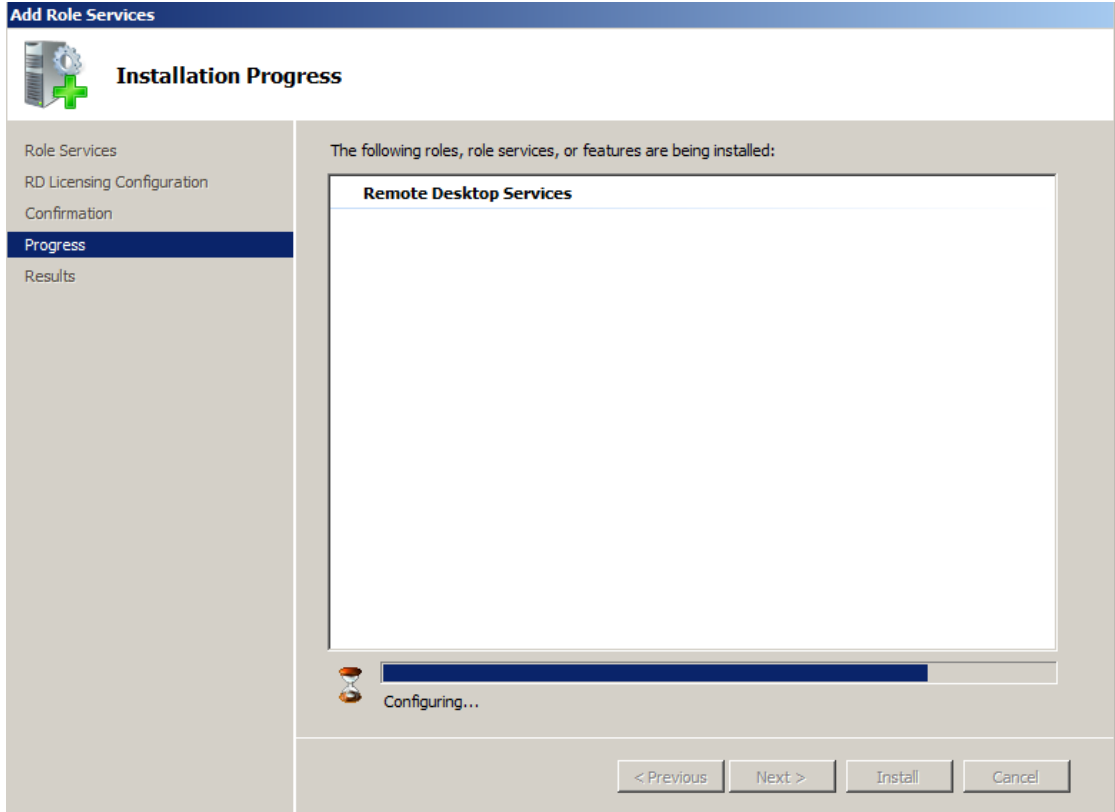 Add Role Services
Installation Progress
Role Services
RD Licensing Configuration
Confirmation
Progress
Results
The following roles, role services, or features are being installed:
Remote Desktop Services
Configuring...
< Previous
Next >
Install
Cancel